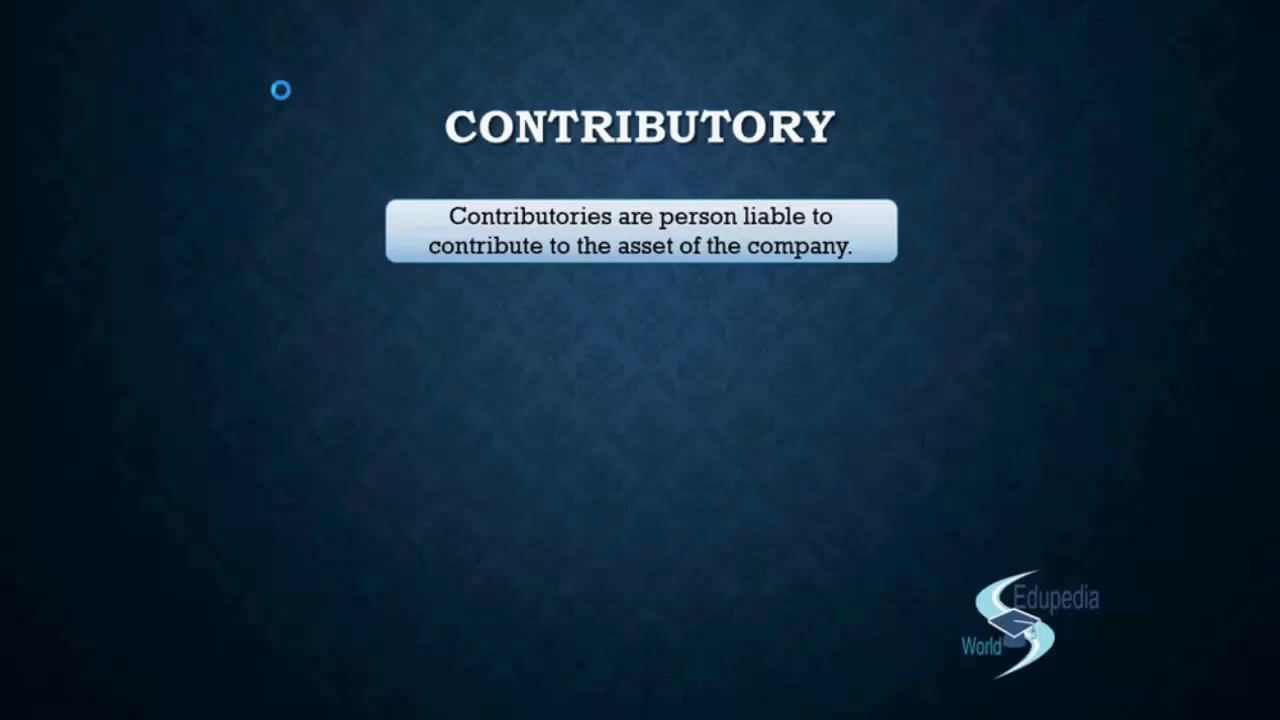 CONTRIBUTORY
Contributories are person liable to
contribute to the asset of the company.
Edupedia
World